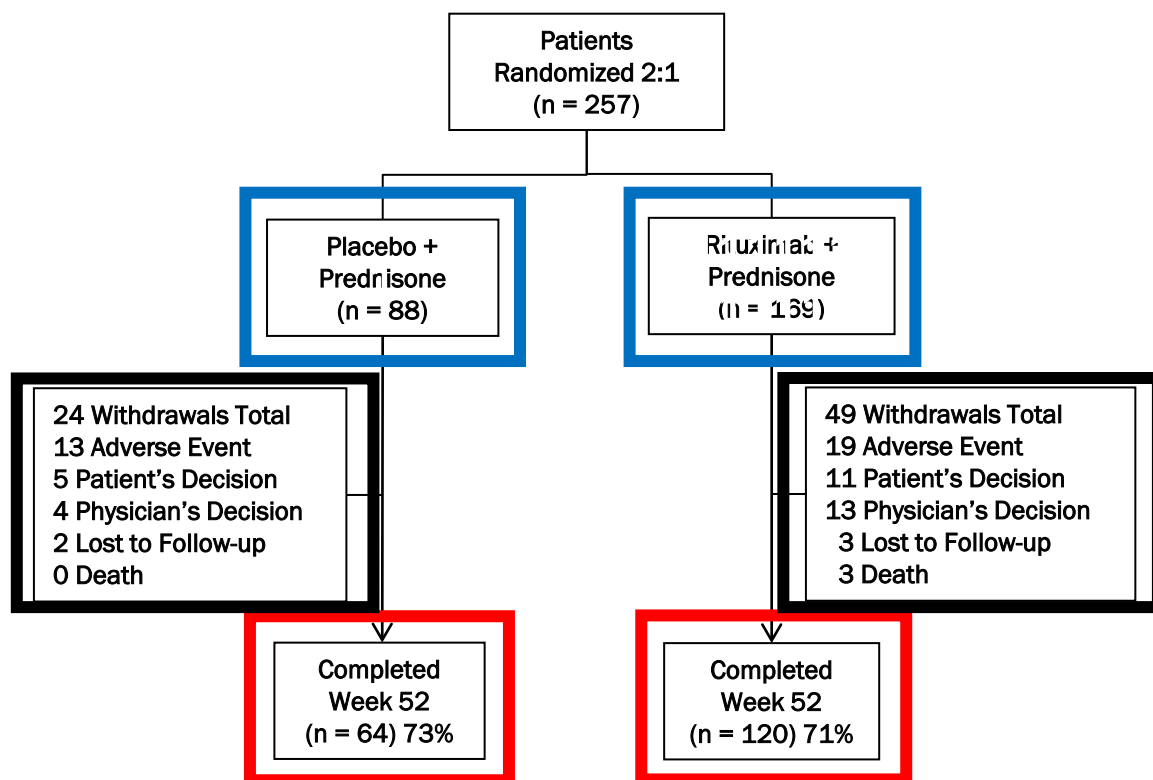 Patients
Randomized 2:1
(n = 257)
Placebo +
Prednisone
(n = 88)
Rituximab +
Prednisone
(n = 169)
24 Withdrawals Total
13 Adverse Event
5 Patient's Decision
4 Physician's Decision
2 Lost to Follow-up
0 Death
49 Withdrawals Total
19 Adverse Event
11 Patient's Decision
13 Physician's Decision
3 Lost to Follow-up
3 Death
Completed
Week 52
(n = 64) 73%
Completed
Week 52
(n = 120) 71%